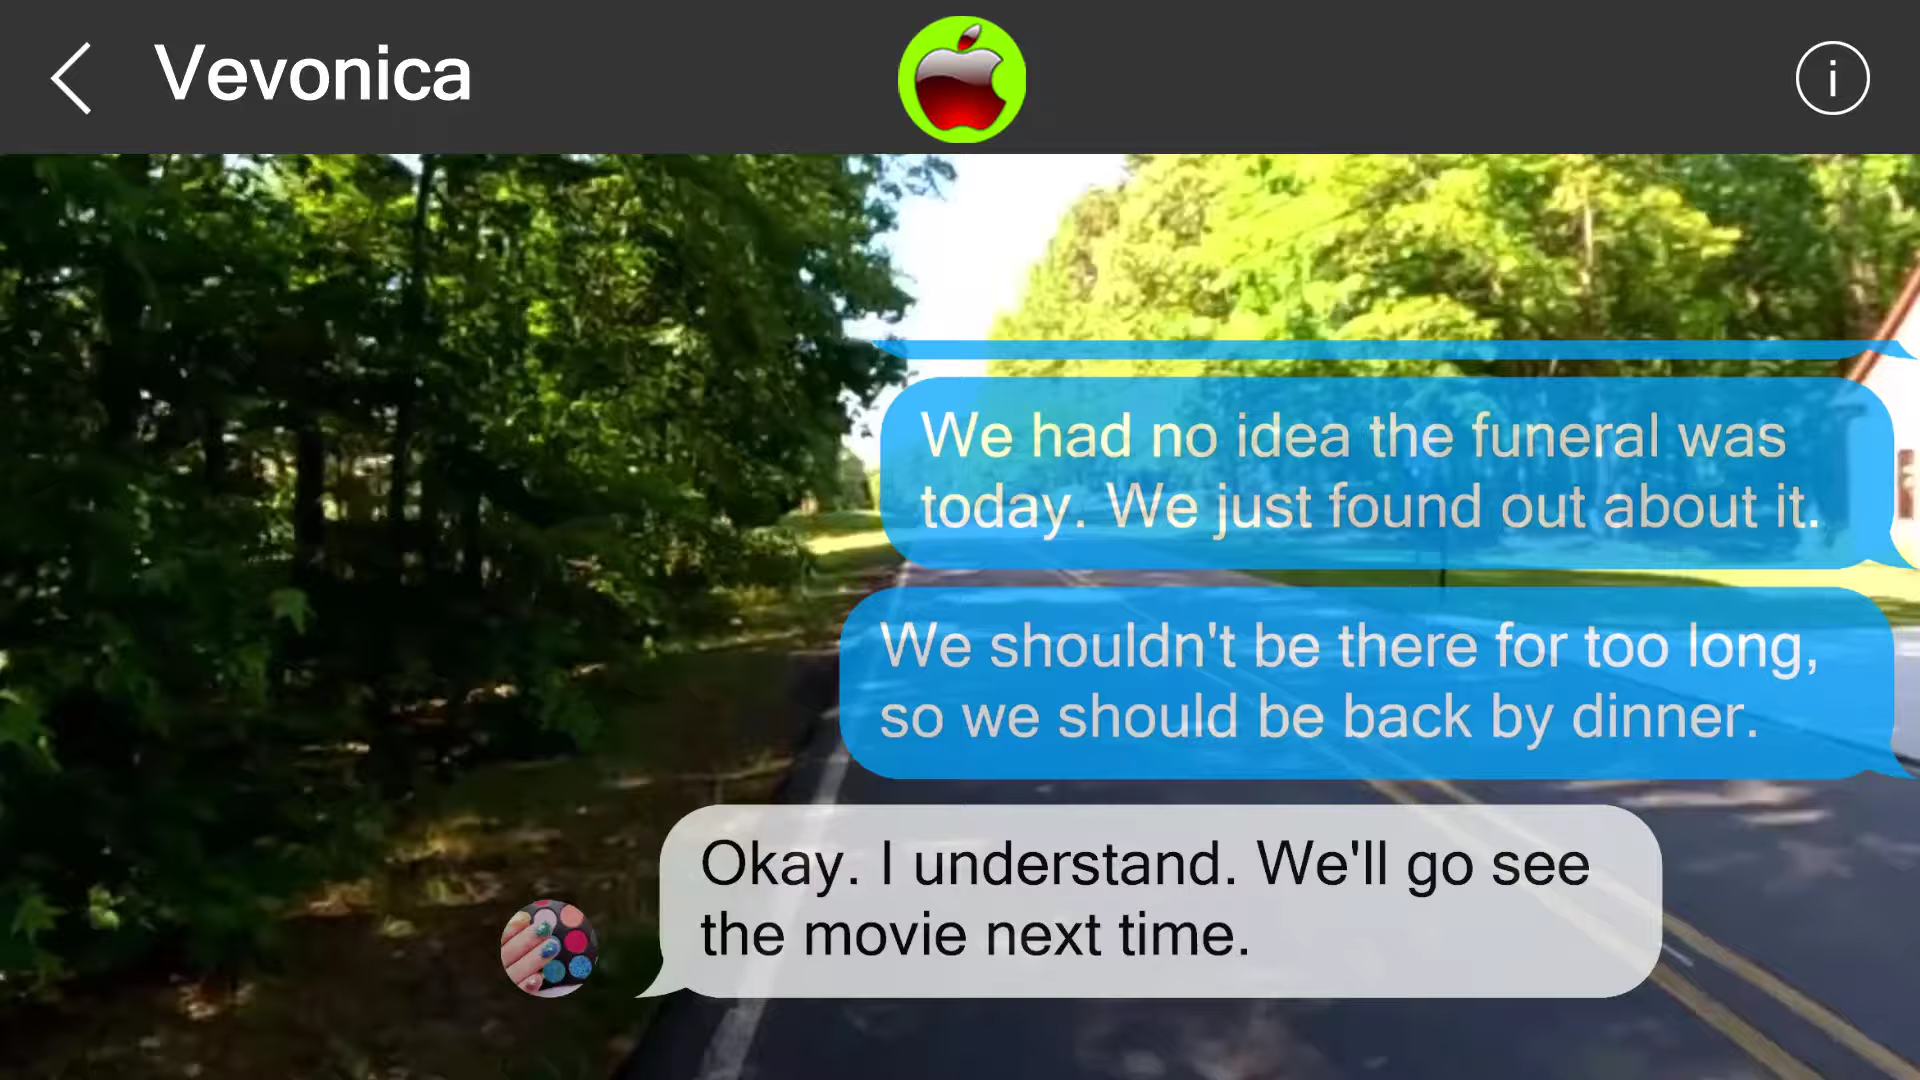 Vevonica
i
We had no idea the funeral was
today. We just found out about it.
We shouldn't be there for too long,
so we should be back by dinner.
Okay. I understand. We'll go see
the movie next time.